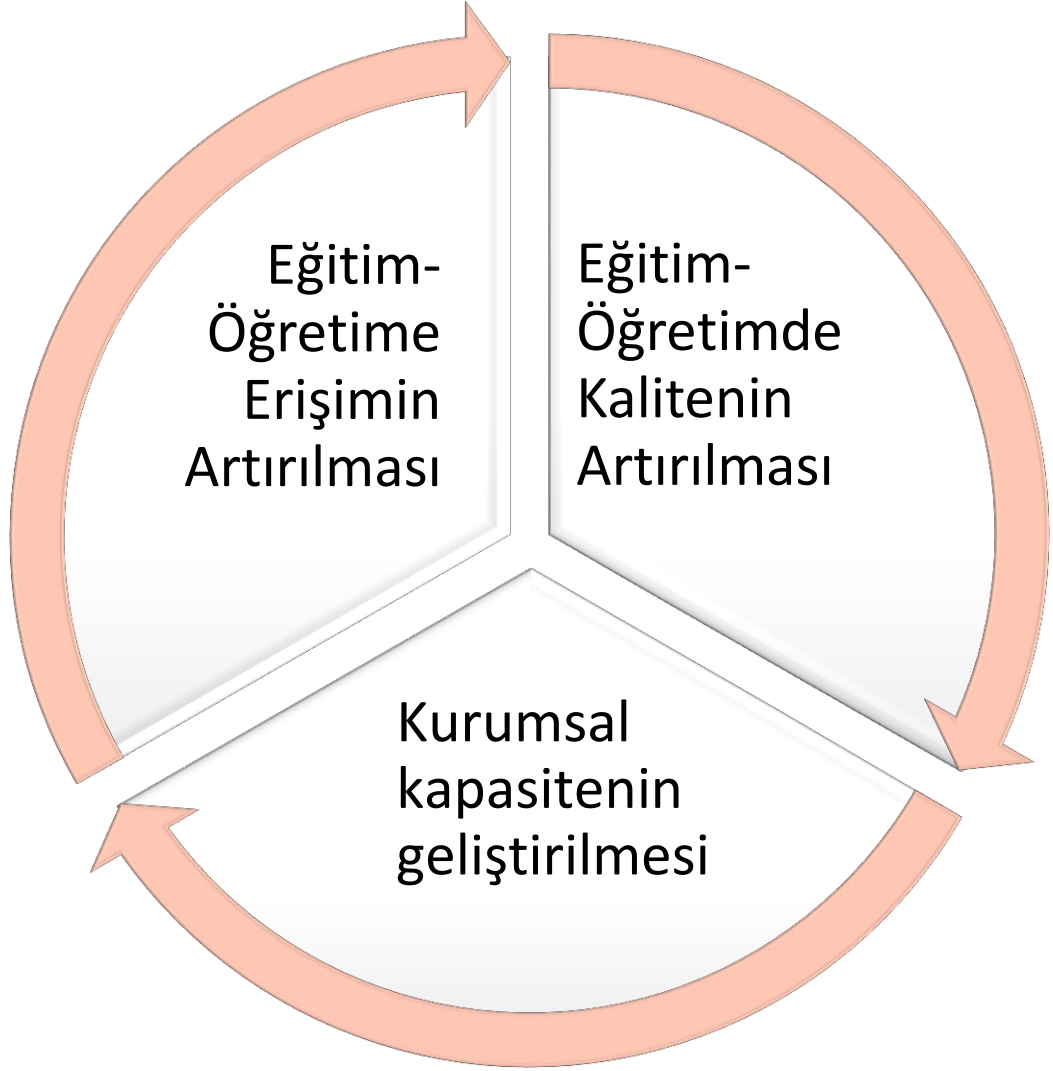 Eğitim-
Öğretime
Erişimin
Artırılması
Eğitim-
Öğretimde
Kalitenin
Artırılması
Kurumsal
kapasitenin
geliştirilmesi